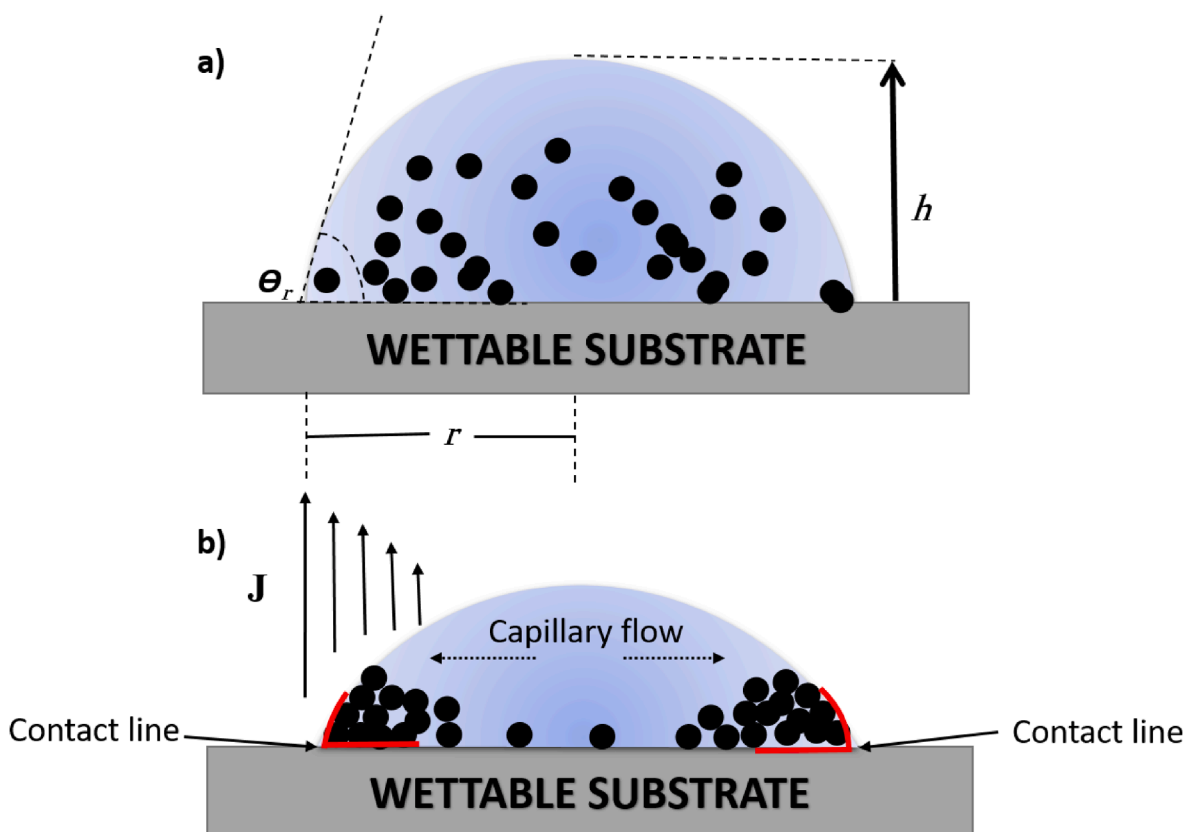 a)
h
ϴr
WETTABLE SUBSTRATE
r
b)
J
Capillary flow
Contact line
Contact line
WETTABLE SUBSTRATE